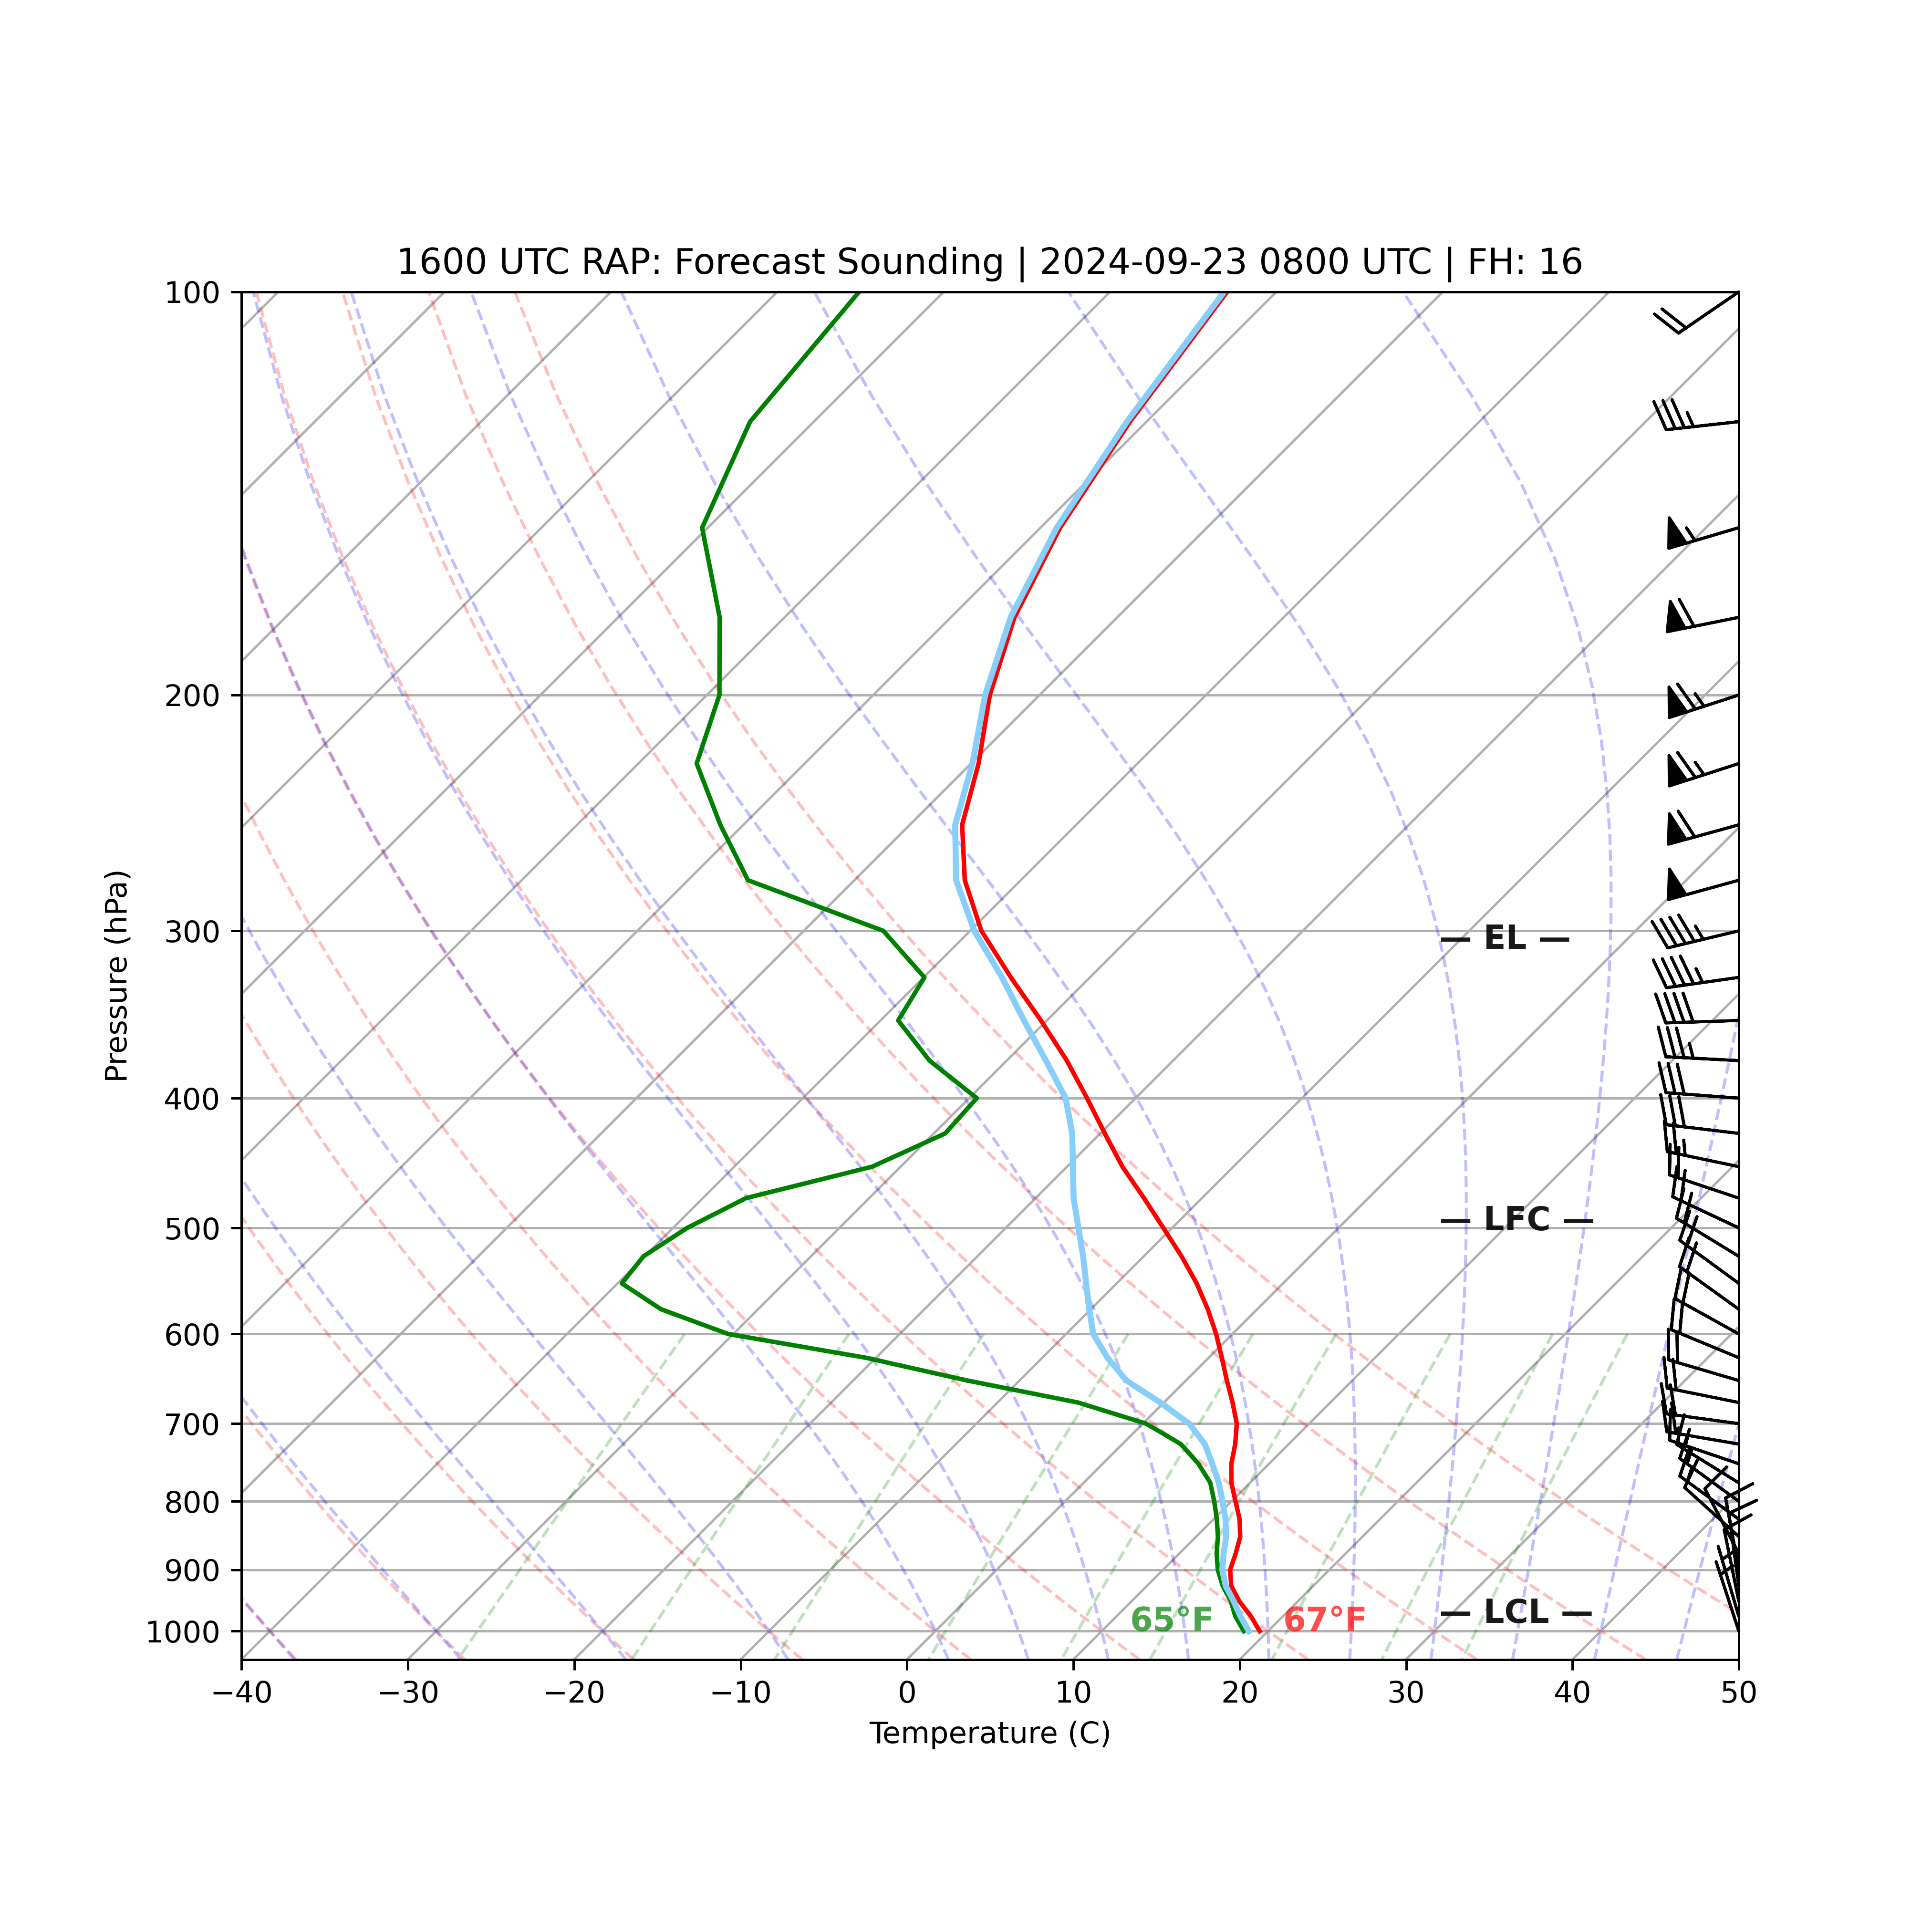 1600 UTC RAP: Forecast Sounding | 2024-09-23 0800 UTC | FH: 16
100
200
300
— EL —
Pressure (hPa)
400
500
— LFC —
600
700
800
900
65°F 67°F — LCL —
1000
−40 −30 −20 −10 0 10 20 30 40 50
Temperature (C)